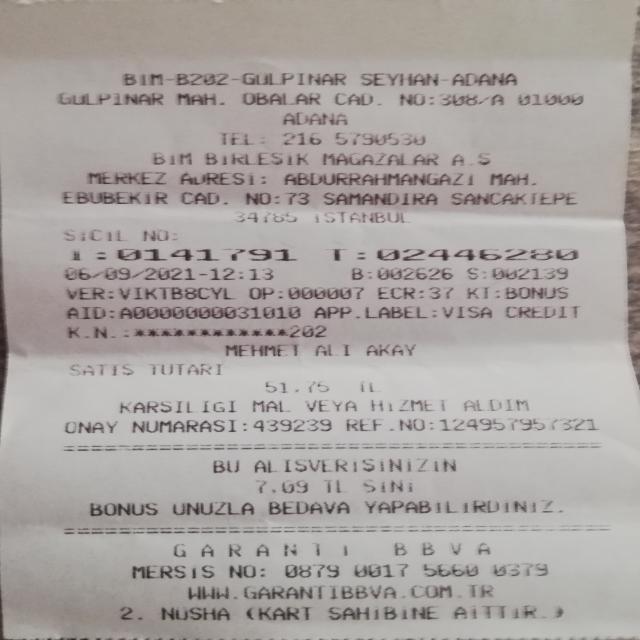 BIM-B202-GULPINAR SEYHAN-ADANA
GULPINAR MAH. OBALAR CAD. NO:308/A 01000
ADANA
TEL: 216 5790530
BIM BIRLESIK MAGAZALAR A.S
MERKEZ ADRESI: ABDURRAHMANGAZI MAH.
EBUBEKIR CAD. NO:73 SAMANDIRA SANCAKTEPE
34785 ISTANBUL
SICIL NO:
I:0141791 T:02446280
06/09/2021-12:13 B:002626 S:002139
VER:VIKTB8CYL OP:000007 ECR:37 KT:BONUS
AID:A0000000031010 APP.LABEL:VISA CREDIT
K.N.:************202
MEHMET ALI AKAY
SATIS TUTARI
51,75 TL
KARSILIGI MAL VEYA HIZMET ALDIM
ONAY NUMARASI:439239 REF.NO:124957957321
BU ALISVERISINIZIN
7,09 TL SINI
BONUS UNUZLA BEDAVA YAPABILIRDINIZ.
G A R A N T I  B B V A
MERSIS NO: 0879 0017 5660 0379
WWW.GARANTIBBVA.COM.TR
2. NUSHA (KART SAHIBINE AITTIR.)